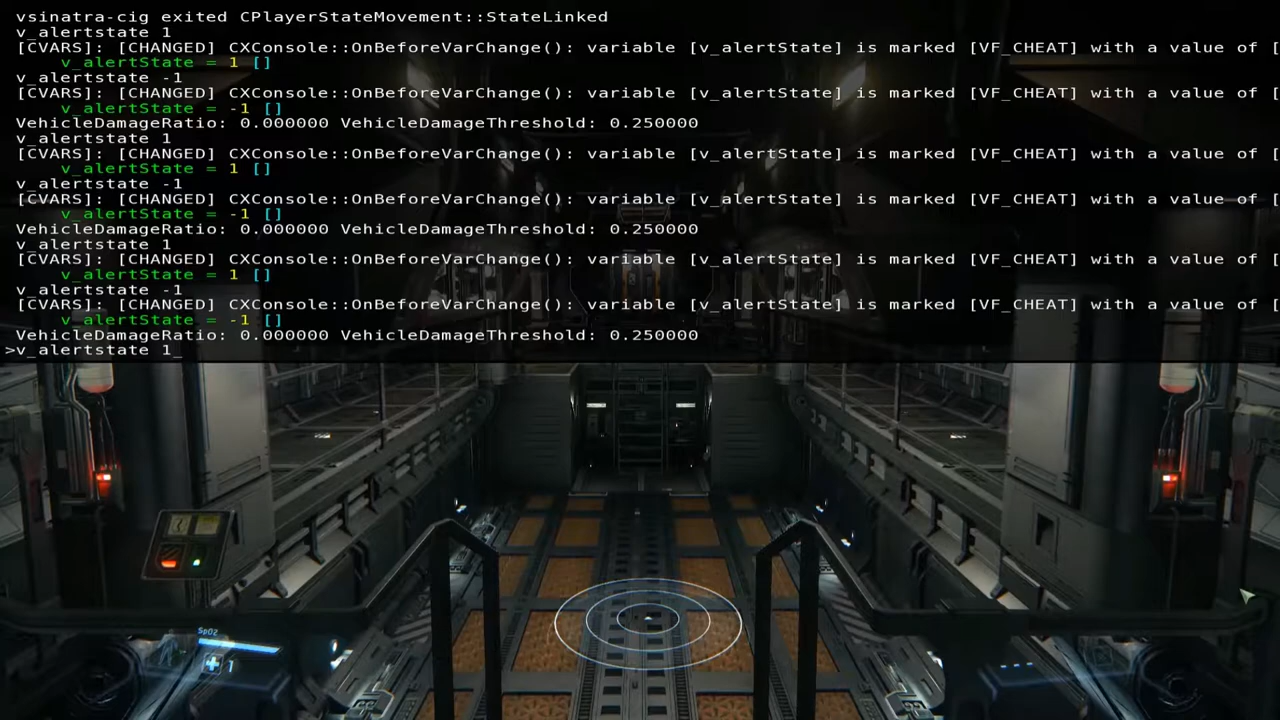 vsinatra-cig exited CPlayerStateMovement::StateLinked
v_alertstate 1
[CVARS]: [CHANGED] CXConsole::OnBeforeVarChange(): variable [v_alertState] is marked [VF_CHEAT] with a value of [
v_alertState = 1 []
v_alertstate -1
[CVARS]: [CHANGED] CXConsole::OnBeforeVarChange(): variable [v_alertState] is marked [VF_CHEAT] with a value of [
v_alertState = -1 []
VehicleDamageRatio: 0.000000 VehicleDamageThreshold: 0.250000
v_alertstate 1
[CVARS]: [CHANGED] CXConsole::OnBeforeVarChange(): variable [v_alertState] is marked [VF_CHEAT] with a value of [
v_alertState = 1 []
v_alertstate -1
[CVARS]: [CHANGED] CXConsole::OnBeforeVarChange(): variable [v_alertState] is marked [VF_CHEAT] with a value of [
v_alertState = -1 []
VehicleDamageRatio: 0.000000 VehicleDamageThreshold: 0.250000
v_alertstate 1
[CVARS]: [CHANGED] CXConsole::OnBeforeVarChange(): variable [v_alertState] is marked [VF_CHEAT] with a value of [
v_alertState = 1 []
v_alertstate -1
[CVARS]: [CHANGED] CXConsole::OnBeforeVarChange(): variable [v_alertState] is marked [VF_CHEAT] with a value of [
v_alertState = -1 []
VehicleDamageRatio: 0.000000 VehicleDamageThreshold: 0.250000
>v_alertstate 1_
SpO2
1